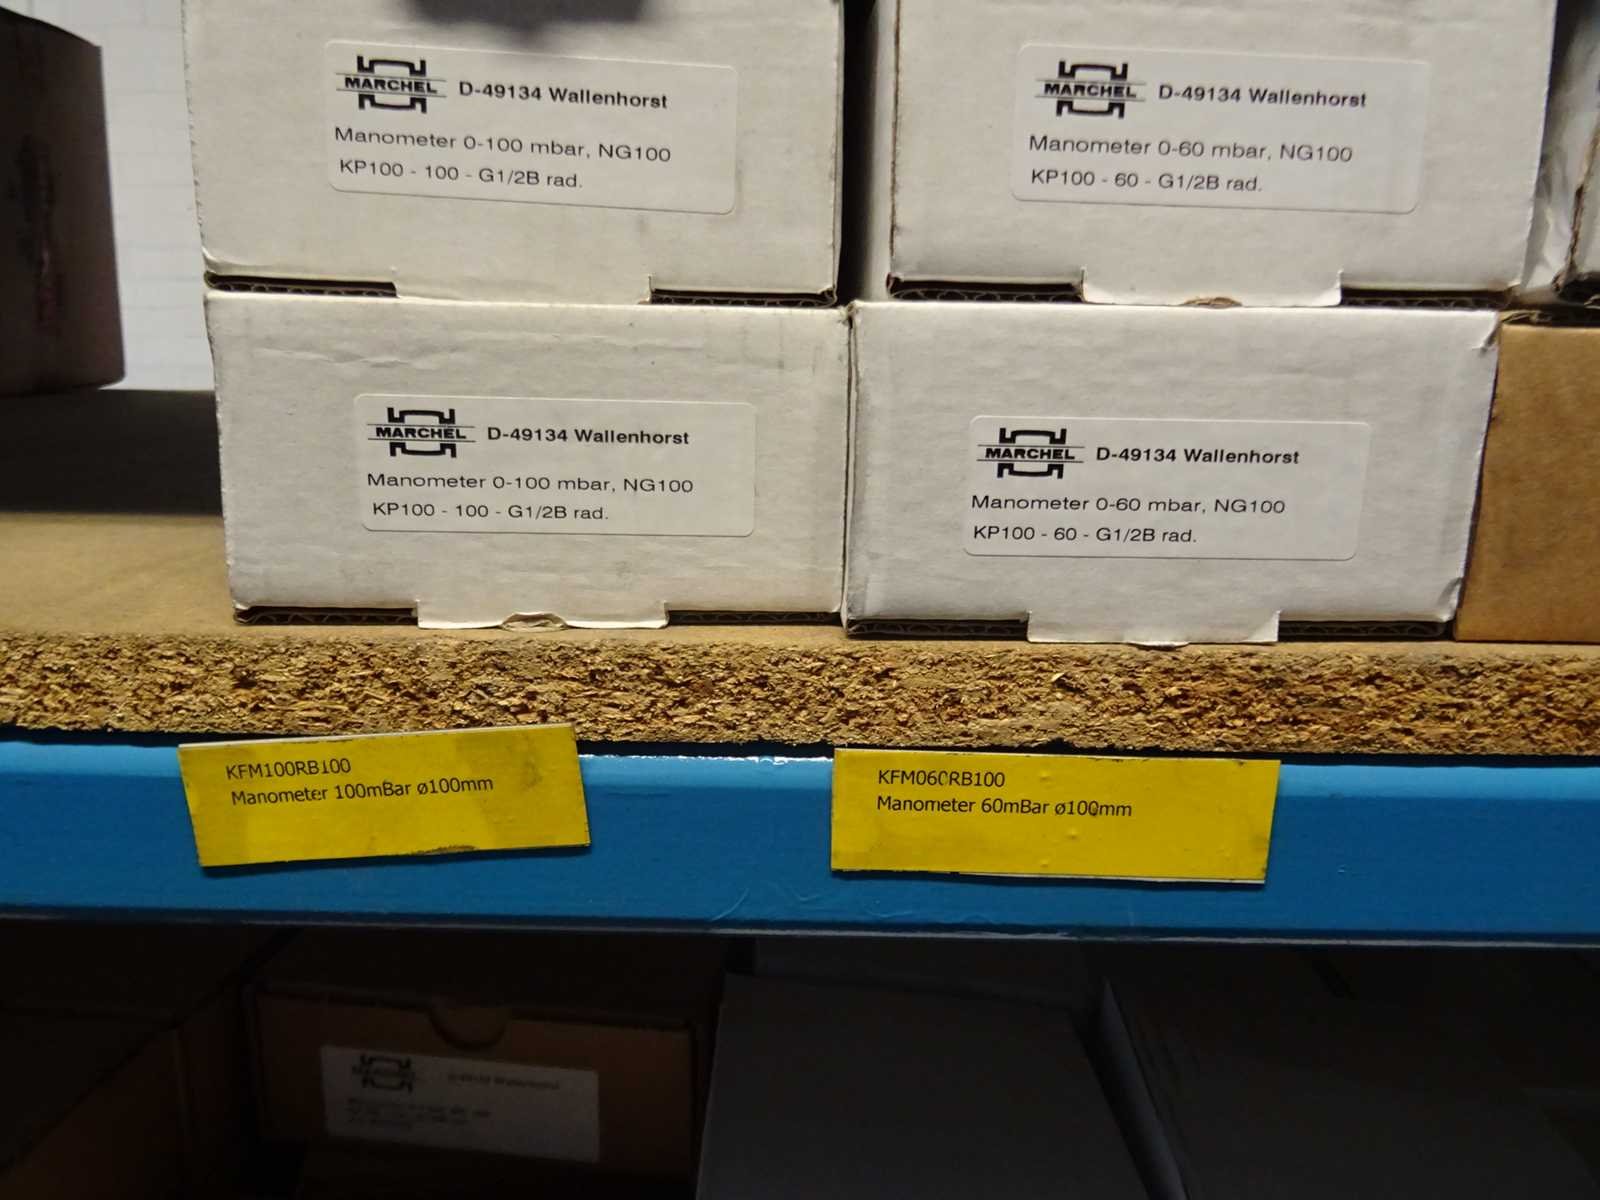 MARCHEL D-49134 Wallenhorst
Manometer 0-100 mbar, NG100
KP100 - 100 - G1/2B rad.
MARCHEL D-49134 Wallenhorst
Manometer 0-60 mbar, NG100
KP100 - 60 - G1/2B rad.
MARCHEL D-49134 Wallenhorst
Manometer 0-100 mbar, NG100
KP100 - 100 - G1/2B rad.
MARCHEL D-49134 Wallenhorst
Manometer 0-60 mbar, NG100
KP100 - 60 - G1/2B rad.
KFM100RB100
Manometer 100mBar ø100mm
KFM060RB100
Manometer 60mBar ø100mm
D-49134 Wallenhorst